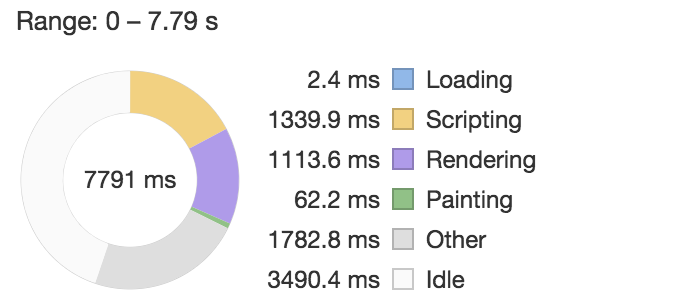 Range: 0 – 7.79 s
2.4 ms Loading
1339.9 ms Scripting
1113.6 ms Rendering
7791 ms
62.2 ms Painting
1782.8 ms Other
3490.4 ms Idle